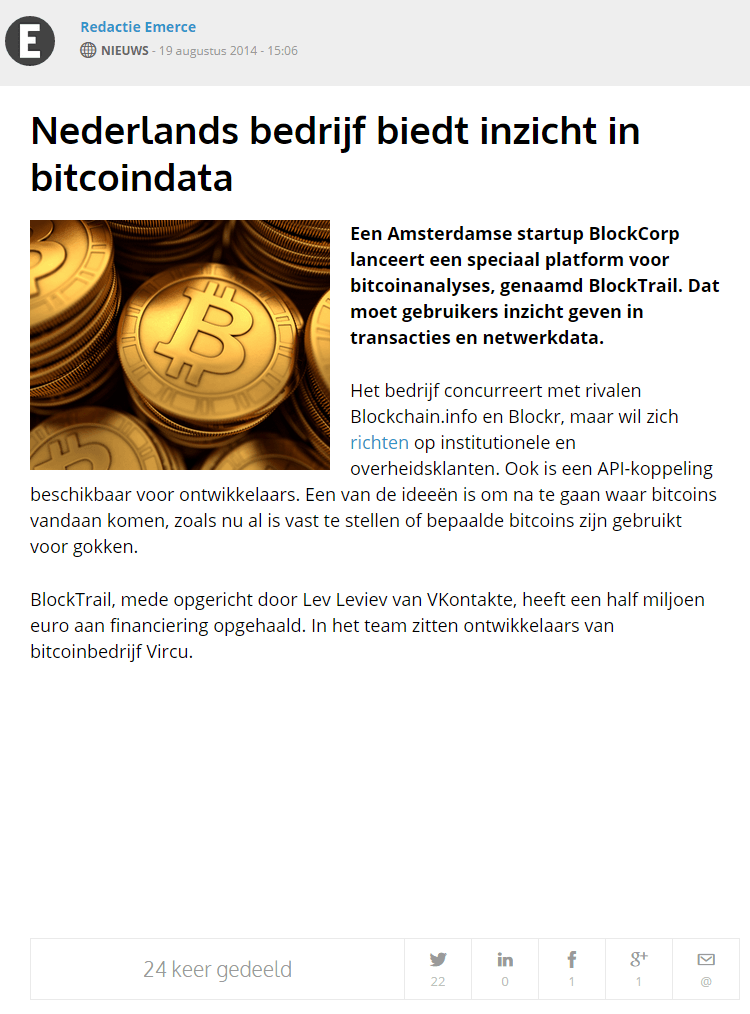 E
Redactie Emerce
NIEUWS - 19 augustus 2014 - 15:06
Nederlands bedrijf biedt inzicht in
bitcoindata
Een Amsterdamse startup BlockCorp
lanceert een speciaal platform voor
bitcoinanalyses, genaamd BlockTrail. Dat
moet gebruikers inzicht geven in
transacties en netwerkdata.
Het bedrijf concurreert met rivalen
Blockchain.info en Blockr, maar wil zich
richten op institutionele en
overheidsklanten. Ook is een API-koppeling
beschikbaar voor ontwikkelaars. Een van de ideeën is om na te gaan waar bitcoins
vandaan komen, zoals nu al is vast te stellen of bepaalde bitcoins zijn gebruikt
voor gokken.
BlockTrail, mede opgericht door Lev Leviev van VKontakte, heeft een half miljoen
euro aan financiering opgehaald. In het team zitten ontwikkelaars van
bitcoinbedrijf Vircu.
24 keer gedeeld
in f g+
22 0 1 1 @